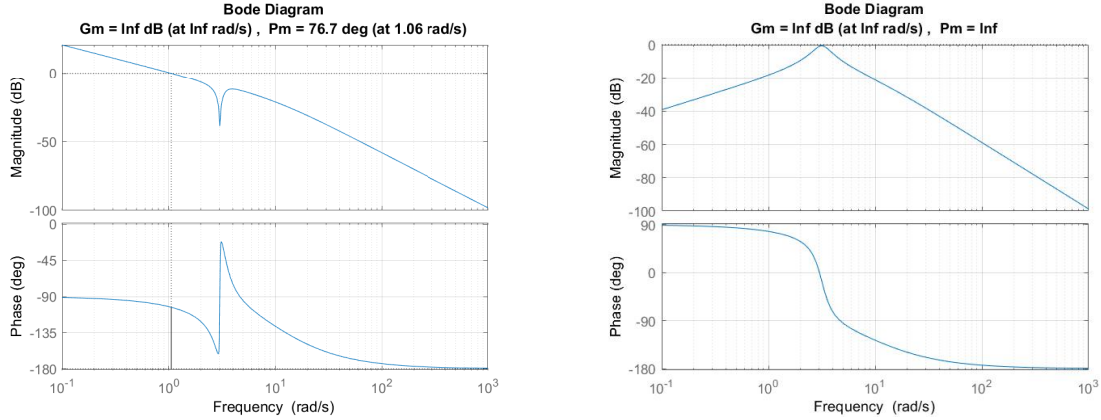 Bode Diagram
Gm = Inf dB (at Inf rad/s) , Pm = 76.7 deg (at 1.06 rad/s)
Magnitude (dB)
0
-50
-100
Phase (deg)
0
-45
-90
-135
-180
10^-1
10^0
10^1
10^2
10^3
Frequency (rad/s)
Bode Diagram
Gm = Inf dB (at Inf rad/s) , Pm = Inf
Magnitude (dB)
0
-20
-40
-60
-80
-100
Phase (deg)
90
0
-90
-180
10^-1
10^0
10^1
10^2
10^3
Frequency (rad/s)